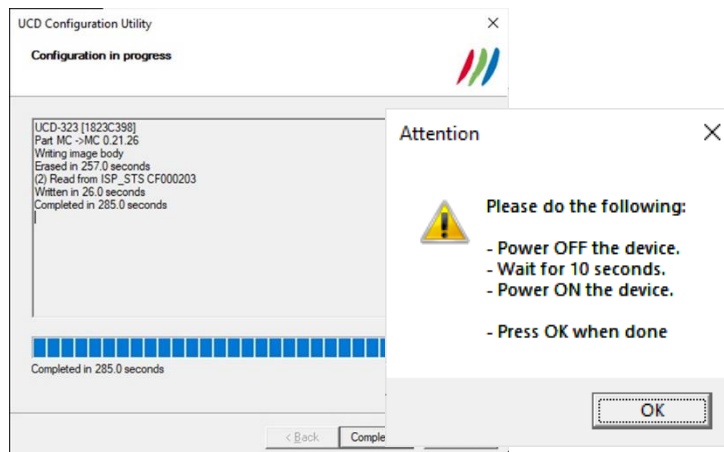 UCD Configuration Utility
Configuration in progress
UCD-323 [1823C398]
Part MC ->MC 0.21.26
Writing image body
Erased in 257.0 seconds
(2) Read from ISP_STS CF000203
Written in 26.0 seconds
Completed in 285.0 seconds
Completed in 285.0 seconds
< Back
Comple
Attention
Please do the following:
- Power OFF the device.
- Wait for 10 seconds.
- Power ON the device.
- Press OK when done
OK